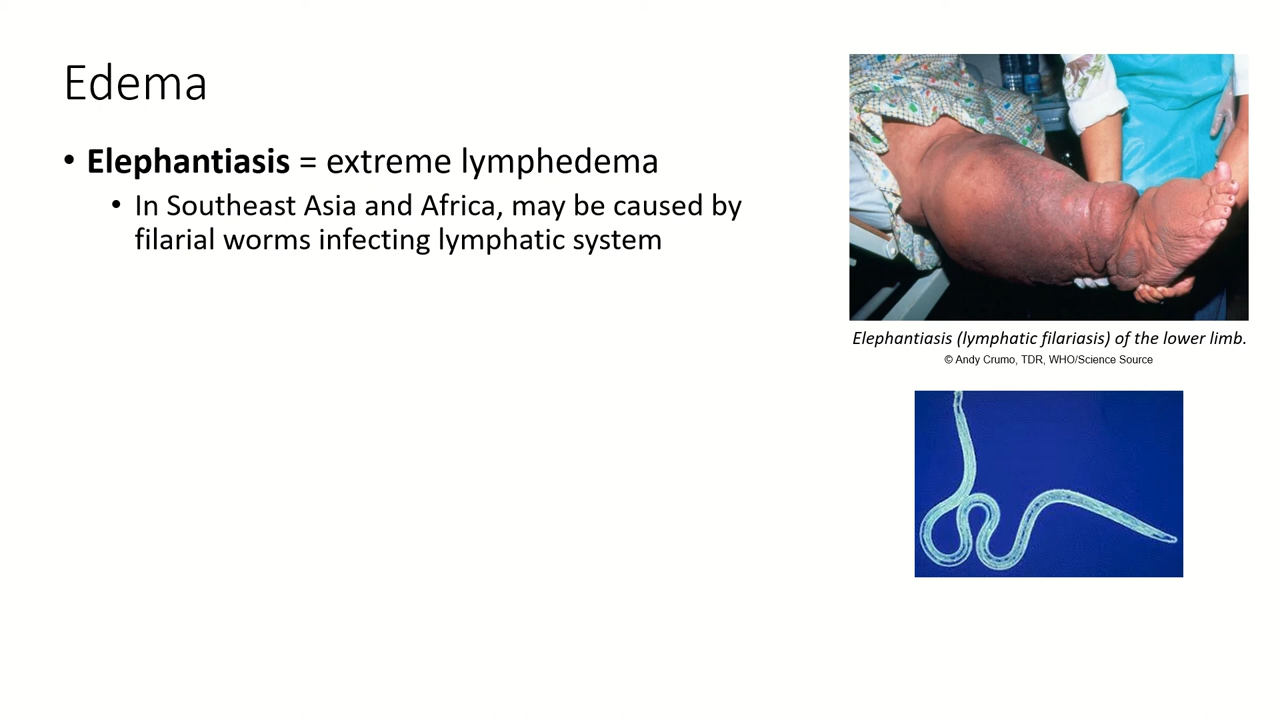 Edema
• Elephantiasis = extreme lymphedema
• In Southeast Asia and Africa, may be caused by
filarial worms infecting lymphatic system
Elephantiasis (lymphatic filariasis) of the lower limb.
© Andy Crumo, TDR, WHO/Science Source